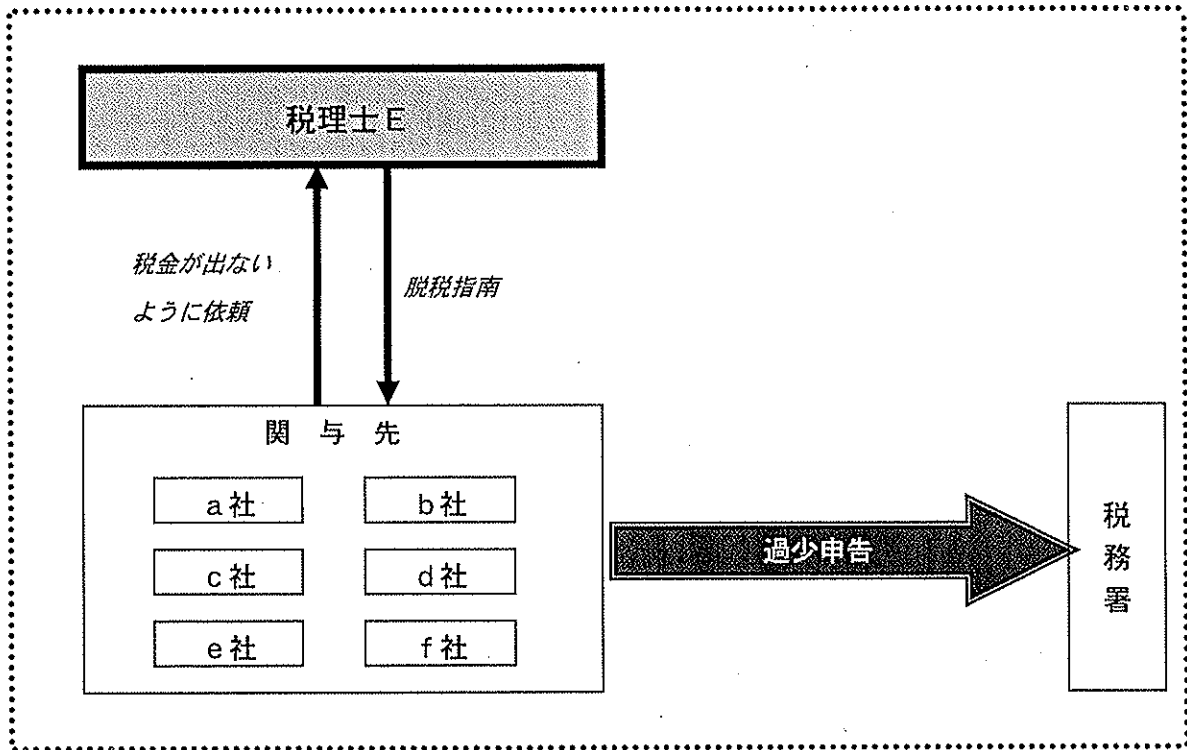 税理士E
税金が出ない
ように依頼
脱税指南
関与先
a社
b社
c社
d社
e社
f社
過少申告
税務署